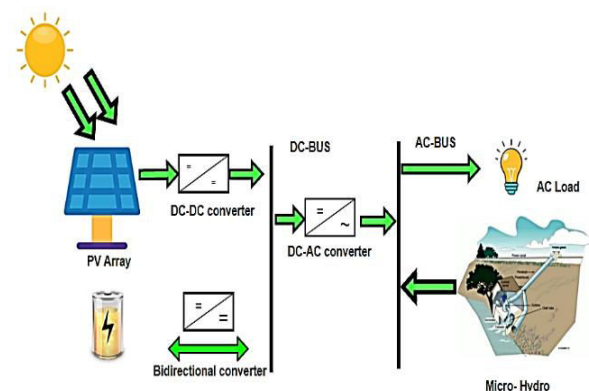 DC-BUS
AC-BUS
DC-DC converter
AC Load
DC-AC converter
PV Array
Bidirectional converter
Micro- Hydro